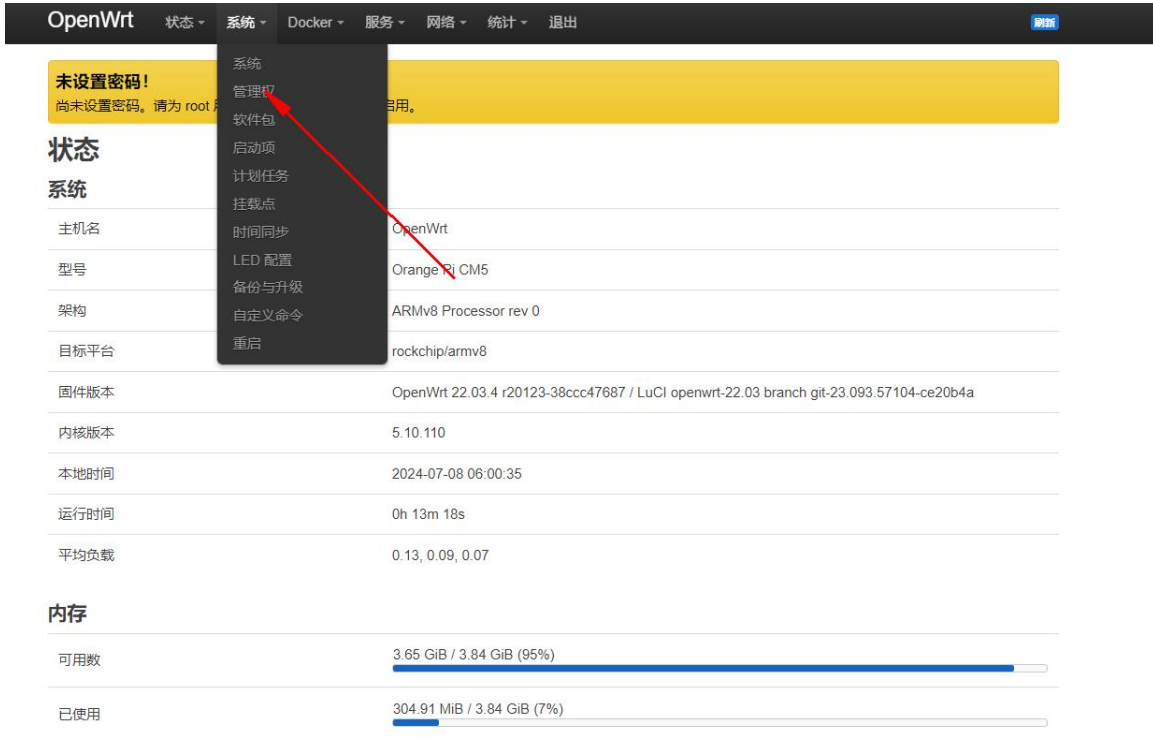 OpenWrt 状态 系统 Docker 服务 网络 统计 退出 刷新
系统
管理权
软件包
启动项
计划任务
挂载点
时间同步
LED 配置
备份与升级
自定义命令
重启
未设置密码！
尚未设置密码。请为 root 启用。
状态
系统
主机名 OpenWrt
型号 Orange Pi CM5
架构 ARMv8 Processor rev 0
目标平台 rockchip/armv8
固件版本 OpenWrt 22.03.4 r20123-38ccc47687 / LuCI openwrt-22.03 branch git-23.093.57104-ce20b4a
内核版本 5.10.110
本地时间 2024-07-08 06:00:35
运行时间 0h 13m 18s
平均负载 0.13, 0.09, 0.07
内存
可用数 3.65 GiB / 3.84 GiB (95%)
已使用 304.91 MiB / 3.84 GiB (7%)